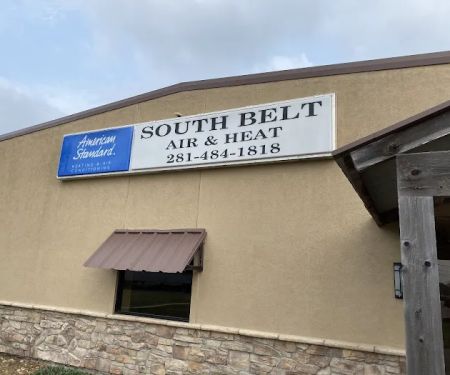 American
Standard.
HEATING & AIR
CONDITIONING
SOUTH BELT
AIR & HEAT
281-484-1818